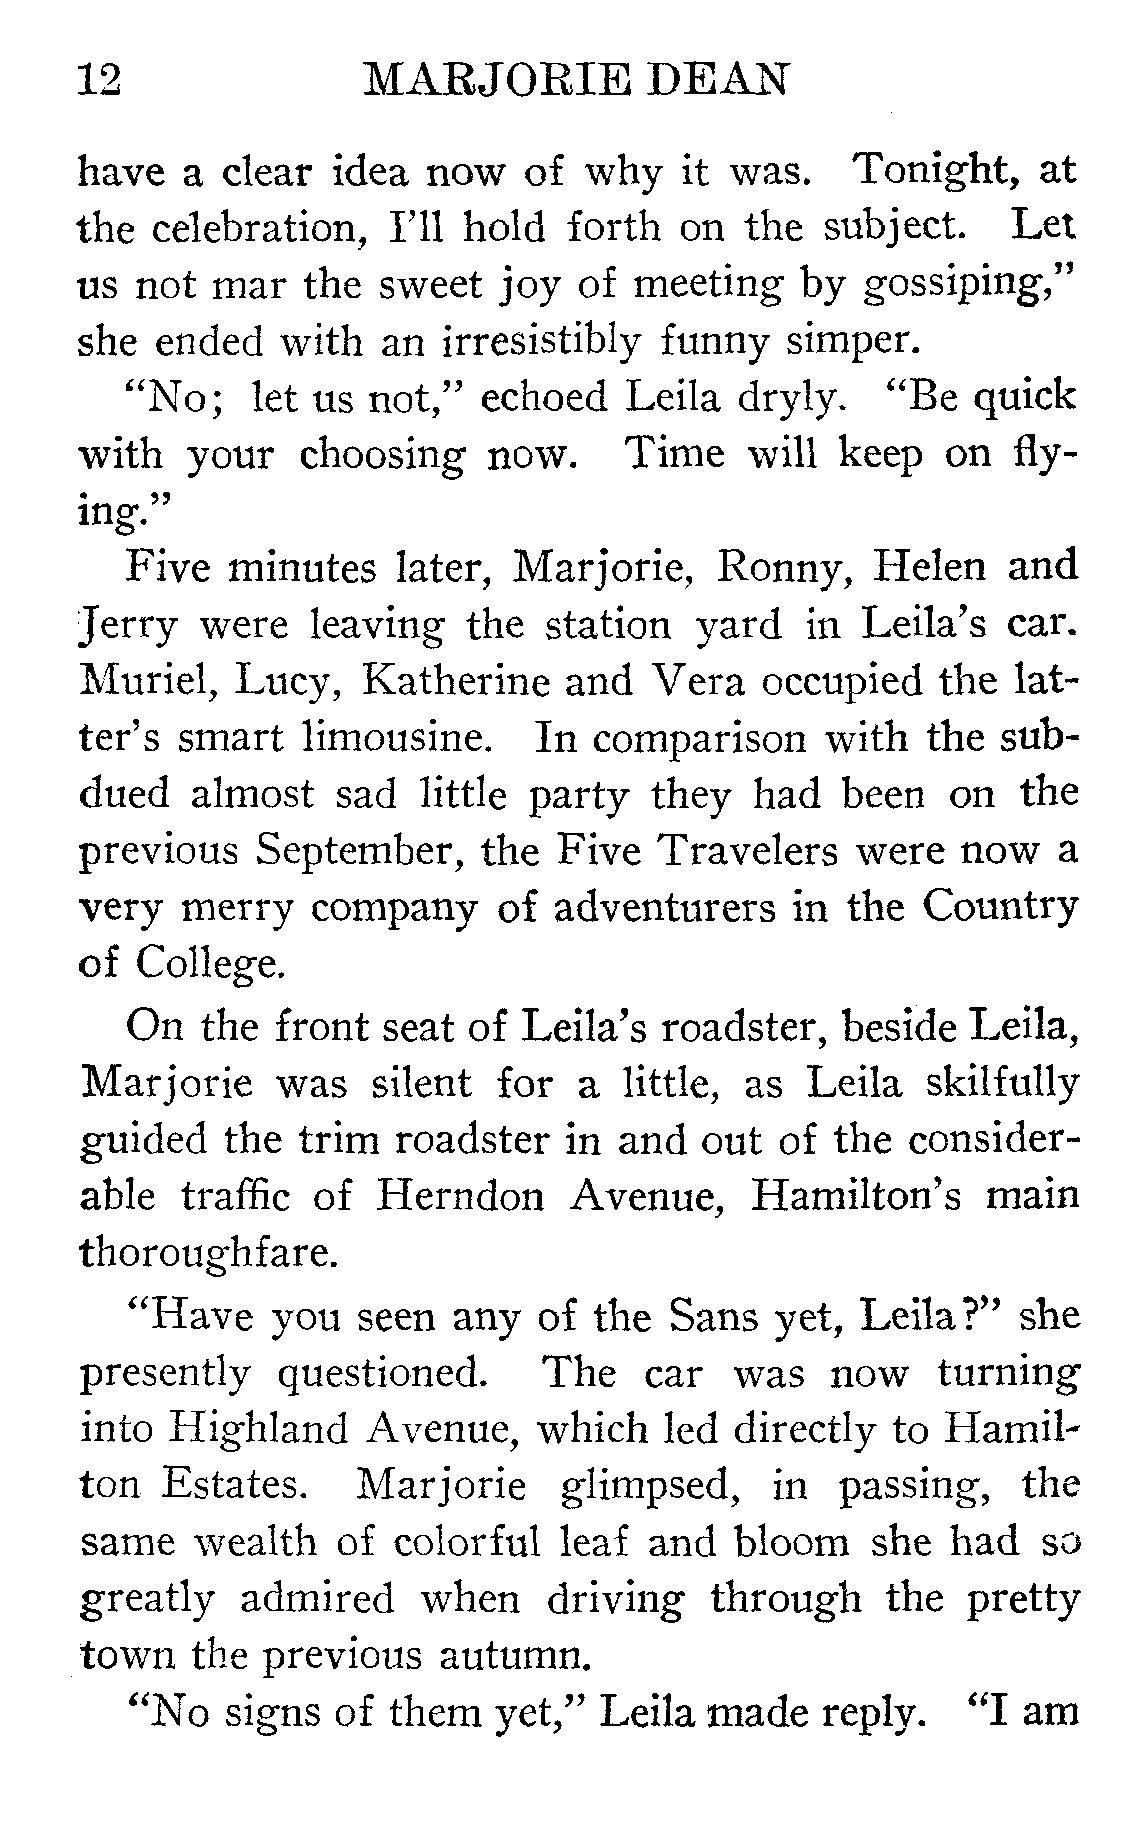 12 MARJORIE DEAN
have a clear idea now of why it was. Tonight, at
the celebration, I’ll hold forth on the subject. Let
us not mar the sweet joy of meeting by gossiping,”
she ended with an irresistibly funny simper.
“No; let us not,” echoed Leila dryly. “Be quick
with your choosing now. Time will keep on fly-
ing.”
Five minutes later, Marjorie, Ronny, Helen and
Jerry were leaving the station yard in Leila’s car.
Muriel, Lucy, Katherine and Vera occupied the lat-
ter’s smart limousine. In comparison with the sub-
dued almost sad little party they had been on the
previous September, the Five Travelers were now a
very merry company of adventurers in the Country
of College.
On the front seat of Leila’s roadster, beside Leila,
Marjorie was silent for a little, as Leila skilfully
guided the trim roadster in and out of the consider-
able traffic of Herndon Avenue, Hamilton’s main
thoroughfare.
“Have you seen any of the Sans yet, Leila?” she
presently questioned. The car was now turning
into Highland Avenue, which led directly to Hamil-
ton Estates. Marjorie glimpsed, in passing, the
same wealth of colorful leaf and bloom she had so
greatly admired when driving through the pretty
town the previous autumn.
“No signs of them yet,” Leila made reply. “I am